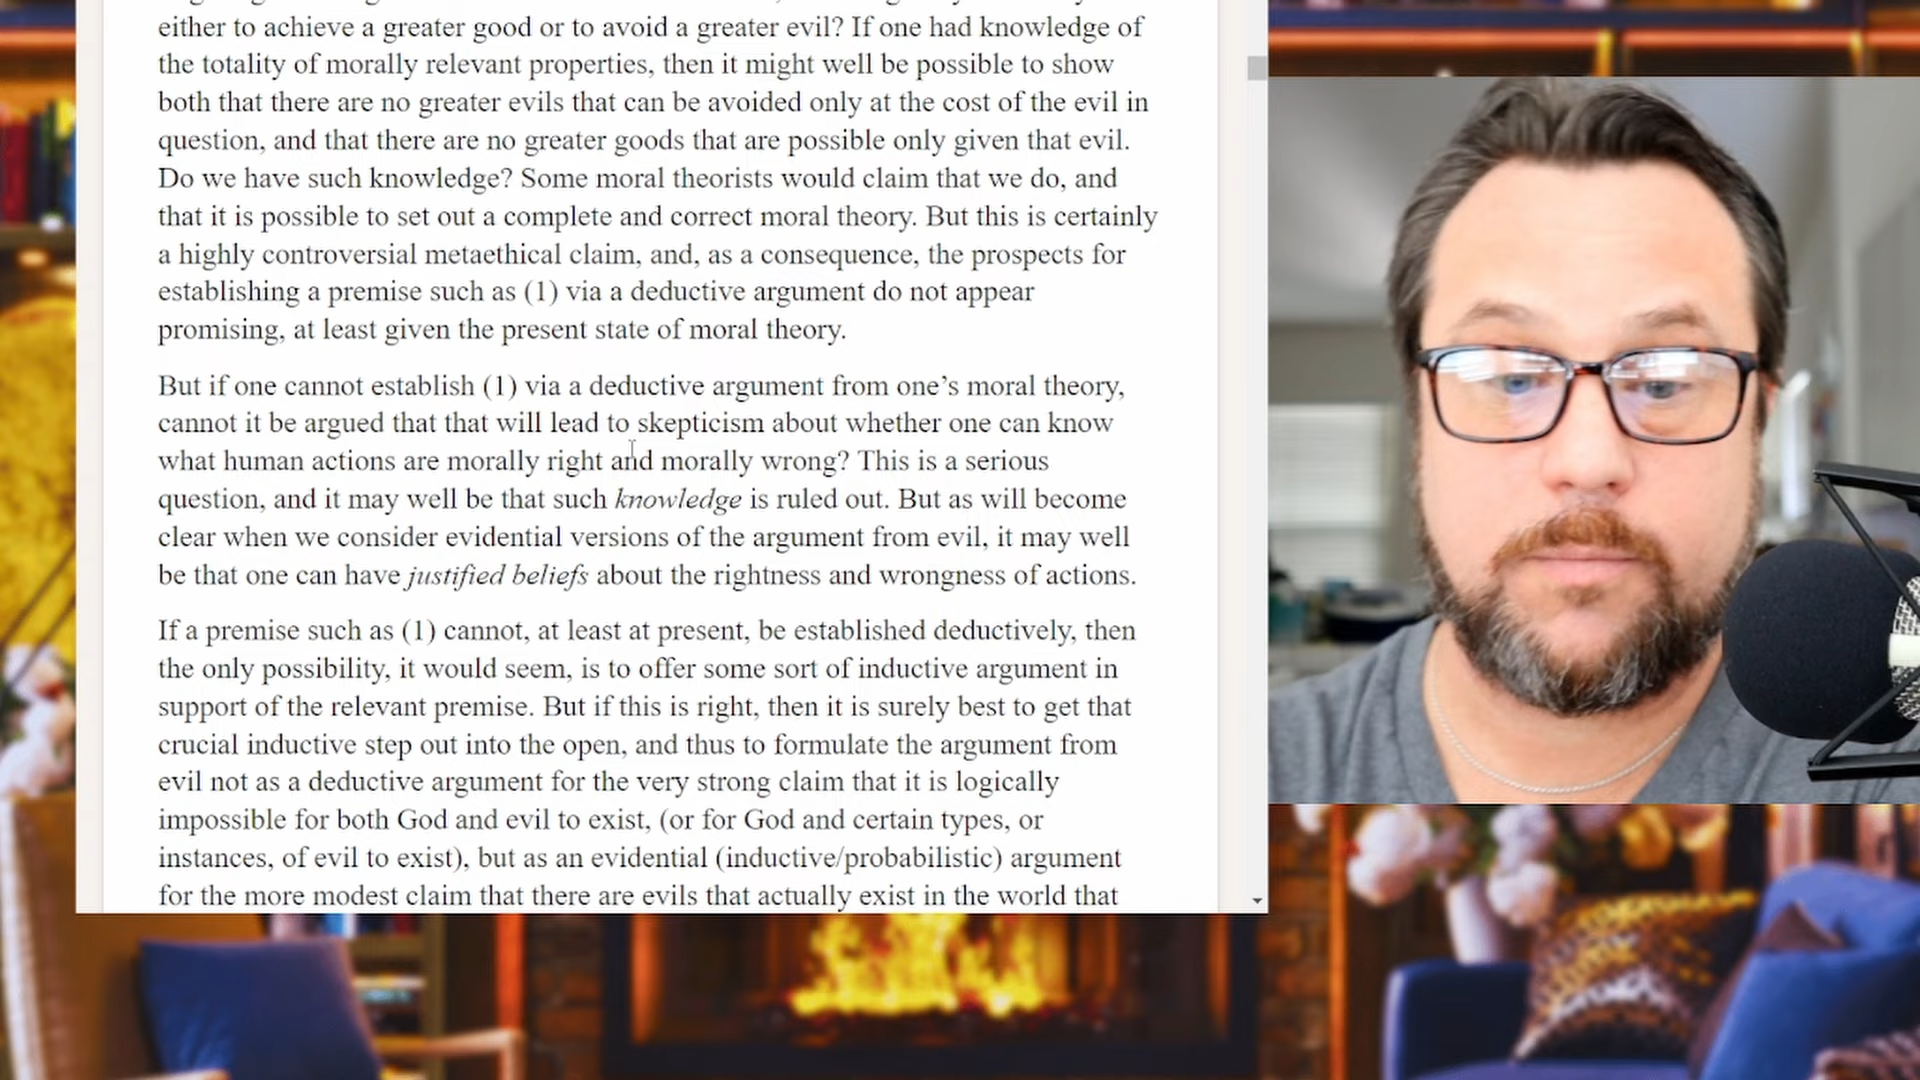 either to achieve a greater good or to avoid a greater evil? If one had knowledge of
the totality of morally relevant properties, then it might well be possible to show
both that there are no greater evils that can be avoided only at the cost of the evil in
question, and that there are no greater goods that are possible only given that evil.
Do we have such knowledge? Some moral theorists would claim that we do, and
that it is possible to set out a complete and correct moral theory. But this is certainly
a highly controversial metaethical claim, and, as a consequence, the prospects for
establishing a premise such as (1) via a deductive argument do not appear
promising, at least given the present state of moral theory.
But if one cannot establish (1) via a deductive argument from one’s moral theory,
cannot it be argued that that will lead to skepticism about whether one can know
what human actions are morally right and morally wrong? This is a serious
question, and it may well be that such knowledge is ruled out. But as will become
clear when we consider evidential versions of the argument from evil, it may well
be that one can have justified beliefs about the rightness and wrongness of actions.
If a premise such as (1) cannot, at least at present, be established deductively, then
the only possibility, it would seem, is to offer some sort of inductive argument in
support of the relevant premise. But if this is right, then it is surely best to get that
crucial inductive step out into the open, and thus to formulate the argument from
evil not as a deductive argument for the very strong claim that it is logically
impossible for both God and evil to exist, (or for God and certain types, or
instances, of evil to exist), but as an evidential (inductive/probabilistic) argument
for the more modest claim that there are evils that actually exist in the world that